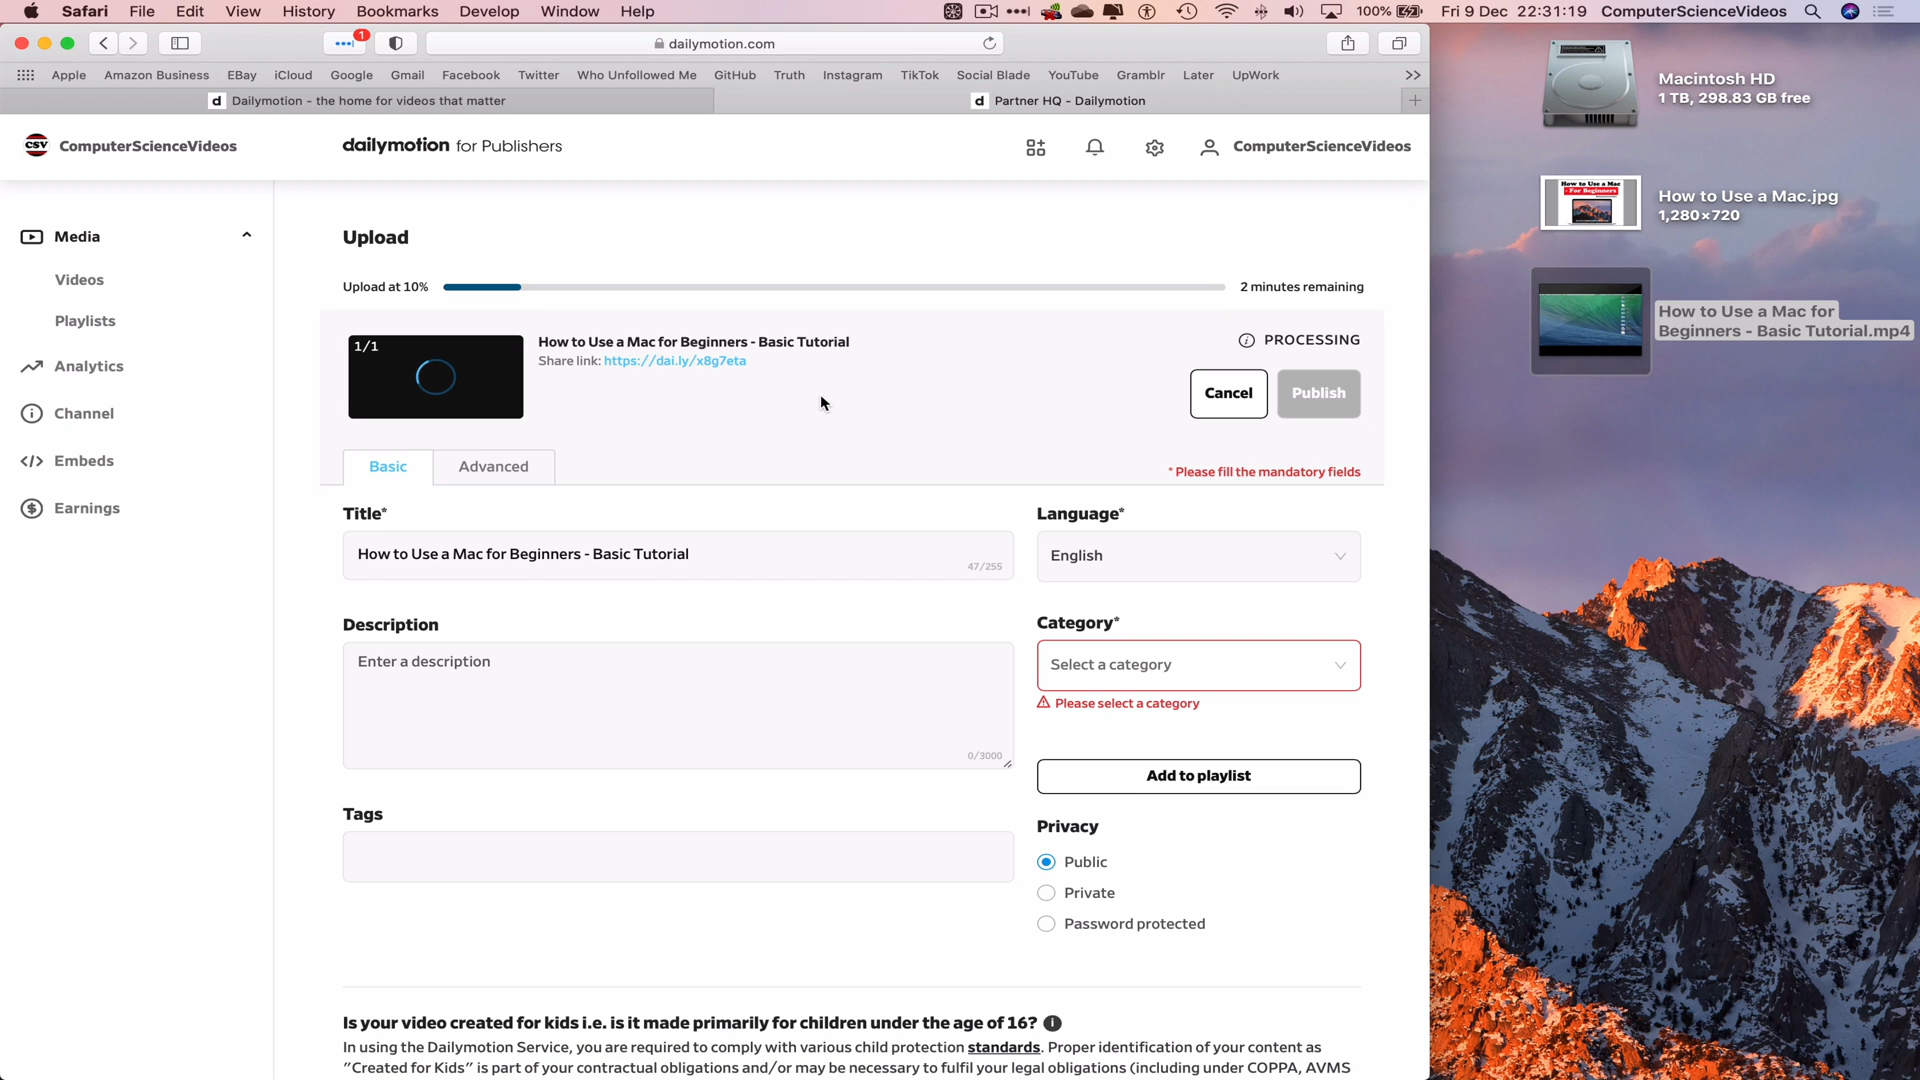 Safari File Edit View History Bookmarks Develop Window Help 100% Fri 9 Dec 22:31:19 ComputerScienceVideos
1 dailymotion.com
Apple Amazon Business EBay iCloud Google Gmail Facebook Twitter Who Unfollowed Me GitHub Truth Instagram TikTok Social Blade YouTube Gramblr Later UpWork
d Dailymotion - the home for videos that matter
d Partner HQ - Dailymotion
CSV ComputerScienceVideos
dailymotion for Publishers
ComputerScienceVideos
Media
Videos
Playlists
Analytics
Channel
Embeds
Earnings
Upload
Upload at 10% 2 minutes remaining
1/1
How to Use a Mac for Beginners - Basic Tutorial
Share link: https://dai.ly/x8g7eta
PROCESSING
Cancel Publish
Basic Advanced
* Please fill the mandatory fields
Title*
How to Use a Mac for Beginners - Basic Tutorial
47/255
Language*
English
Description
Enter a description
0/3000
Category*
Select a category
Please select a category
Add to playlist
Tags
Privacy
Public
Private
Password protected
Is your video created for kids i.e. is it made primarily for children under the age of 16?
In using the Dailymotion Service, you are required to comply with various child protection standards. Proper identification of your content as
"Created for Kids" is part of your contractual obligations and/or may be necessary to fulfil your legal obligations (including under COPPA, AVMS
Macintosh HD
1 TB, 298.83 GB free
How to Use a Mac
- For Beginners
How to Use a Mac.jpg
1,280×720
How to Use a Mac for
Beginners - Basic Tutorial.mp4